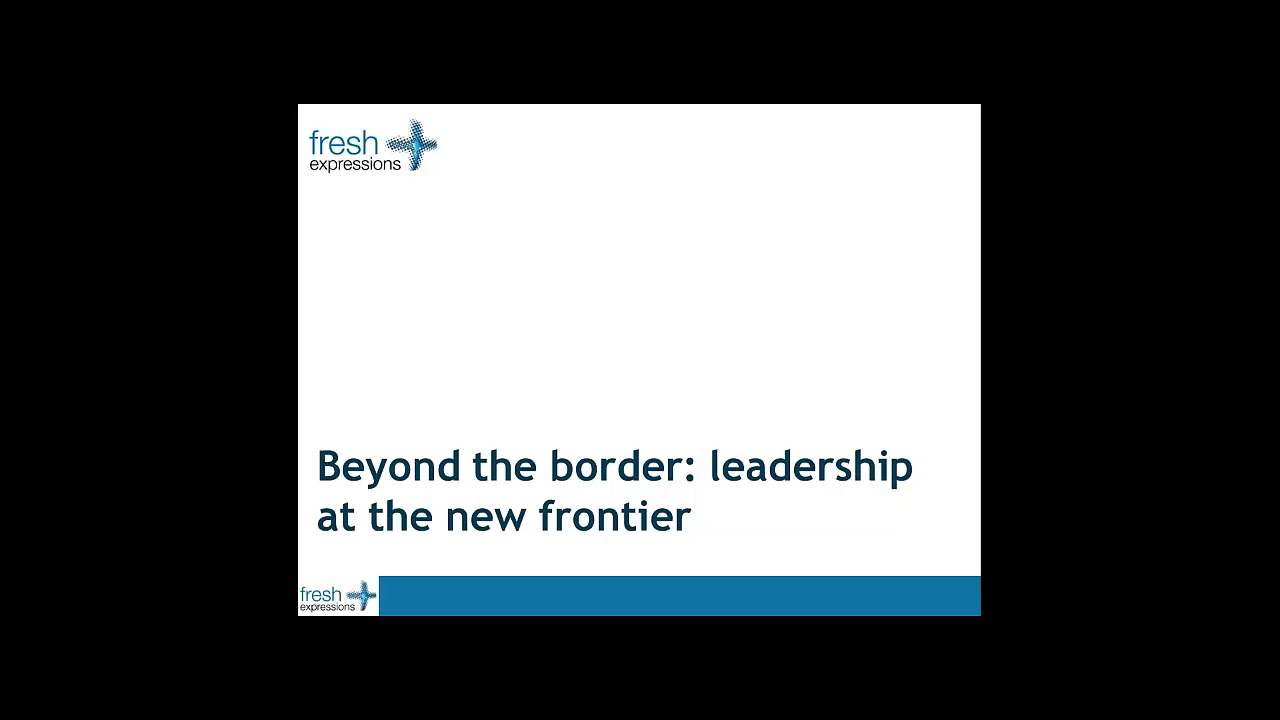 fresh
expressions
Beyond the border: leadership
at the new frontier
fresh
expressions